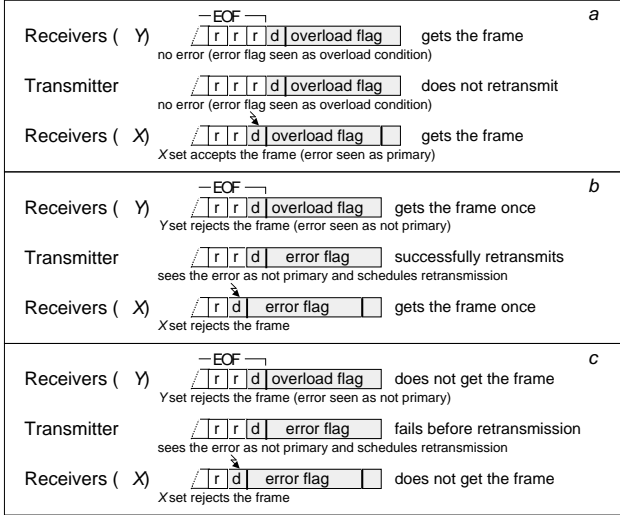 a
EOF
Receivers ( Y) r r r d overload flag gets the frame
no error (error flag seen as overload condition)
Transmitter r r r d overload flag does not retransmit
no error (error flag seen as overload condition)
Receivers ( X) r r d overload flag gets the frame
X set accepts the frame (error seen as primary)
b
EOF
Receivers ( Y) r r d overload flag gets the frame once
Y set rejects the frame (error seen as not primary)
Transmitter r r d error flag successfully retransmits
sees the error as not primary and schedules retransmission
Receivers ( X) r d error flag gets the frame once
X set rejects the frame
c
EOF
Receivers ( Y) r r d overload flag does not get the frame
Y set rejects the frame (error seen as not primary)
Transmitter r r d error flag fails before retransmission
sees the error as not primary and schedules retransmission
Receivers ( X) r d error flag does not get the frame
X set rejects the frame